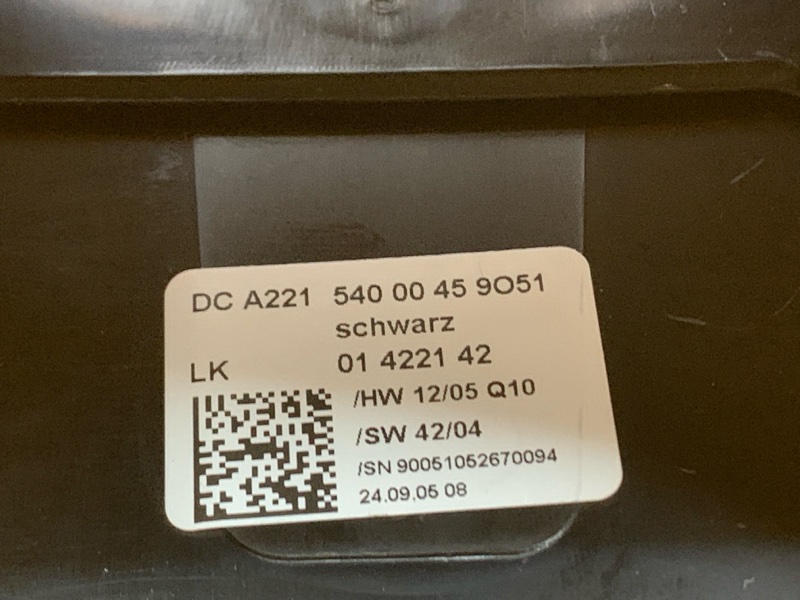 DC A221 540 00 45 9O51
schwarz
LK 01 4221 42
/HW 12/05 Q10
/SW 42/04
/SN 90051052670094
24.09.05 08